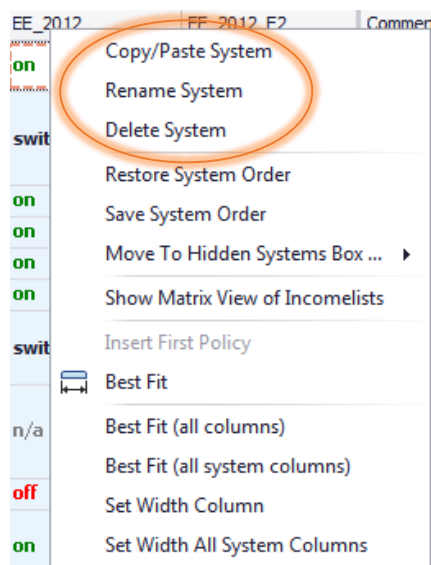 EE_2012 EE_2012_E2 Commen
on
Copy/Paste System
Rename System
swit
Delete System
Restore System Order
on
Save System Order
on
Move To Hidden Systems Box ...
on
on
Show Matrix View of Incomelists
swit
Insert First Policy
Best Fit
n/a
Best Fit (all columns)
Best Fit (all system columns)
off
Set Width Column
on
Set Width All System Columns